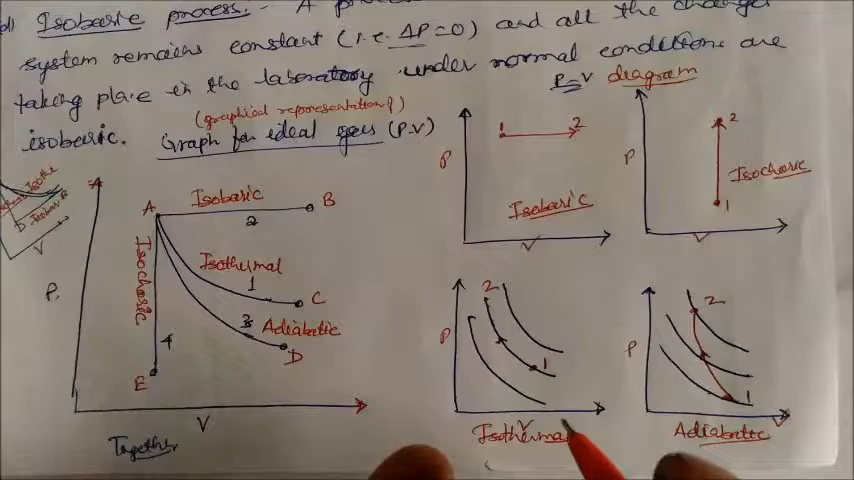 d) Isobaric process. - A
system remains constant (i.e. ΔP=0) and all the changes
taking place in the laboratory under normal conditions are
isobaric.
(graphical representation)
Graph for ideal gas (P-V)
P-V diagram
P
1 2
Isobaric
V
P
2
1
Isochoric
V
V
P
A Isobaric B
2
Isochoric
Isothermal
1
C
3
Adiabatic
D
4
E
V
Together
P
2
1
V
Isothermal
P
2
1
V
Adiabatic